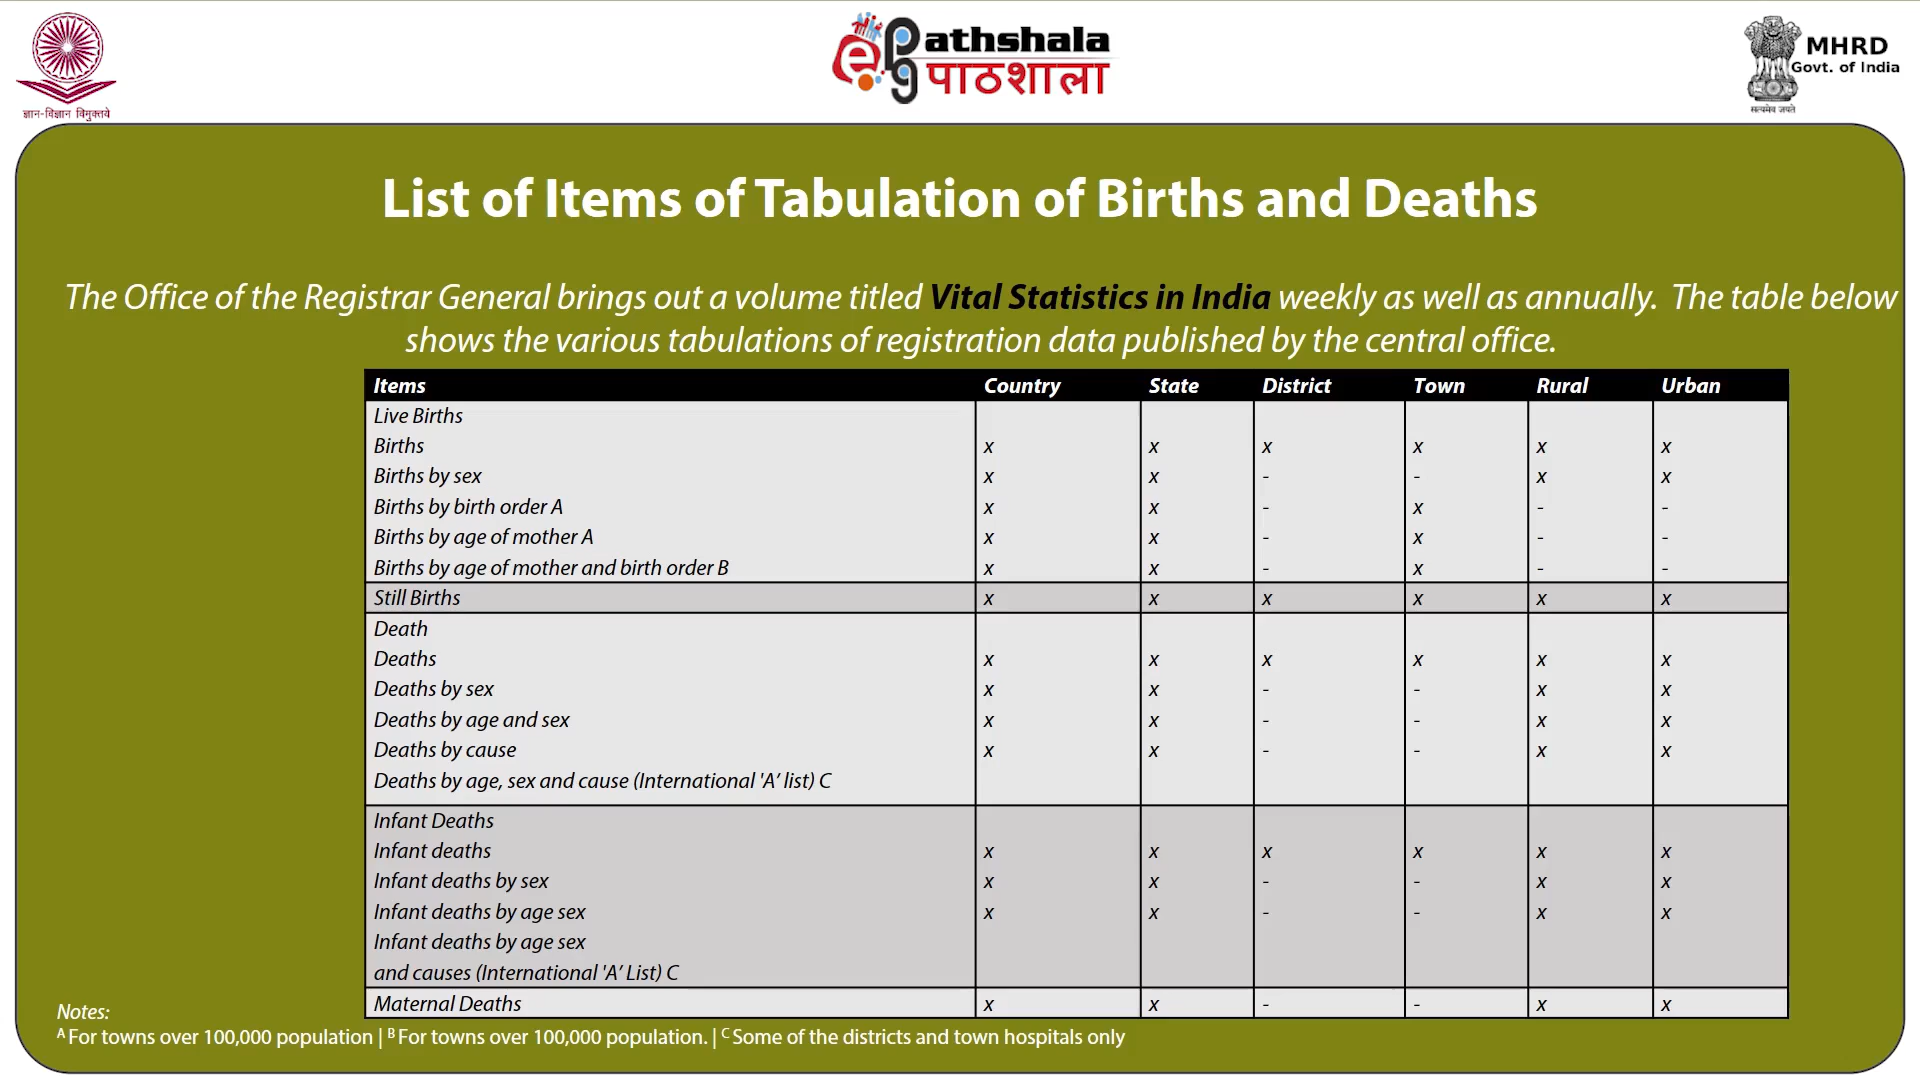 ज्ञान-विज्ञान विमुक्तये
ePathshala
पाठशाला
MHRD
Govt. of India
सत्यमेव जयते
List of Items of Tabulation of Births and Deaths
The Office of the Registrar General brings out a volume titled Vital Statistics in India weekly as well as annually. The table below
shows the various tabulations of registration data published by the central office.
Items Country State District Town Rural Urban
Live Births
Births x x x x x x
Births by sex x x - - x x
Births by birth order A x x - x - -
Births by age of mother A x x - x - -
Births by age of mother and birth order B x x - x - -
Still Births x x x x x x
Death
Deaths x x x x x x
Deaths by sex x x - - x x
Deaths by age and sex x x - - x x
Deaths by cause x x - - x x
Deaths by age, sex and cause (International 'A’ list) C
Infant Deaths
Infant deaths x x x x x x
Infant deaths by sex x x - - x x
Infant deaths by age sex x x - - x x
Infant deaths by age sex
and causes (International 'A’ List) C
Maternal Deaths x x - - x x
Notes:
A For towns over 100,000 population | B For towns over 100,000 population. | C Some of the districts and town hospitals only